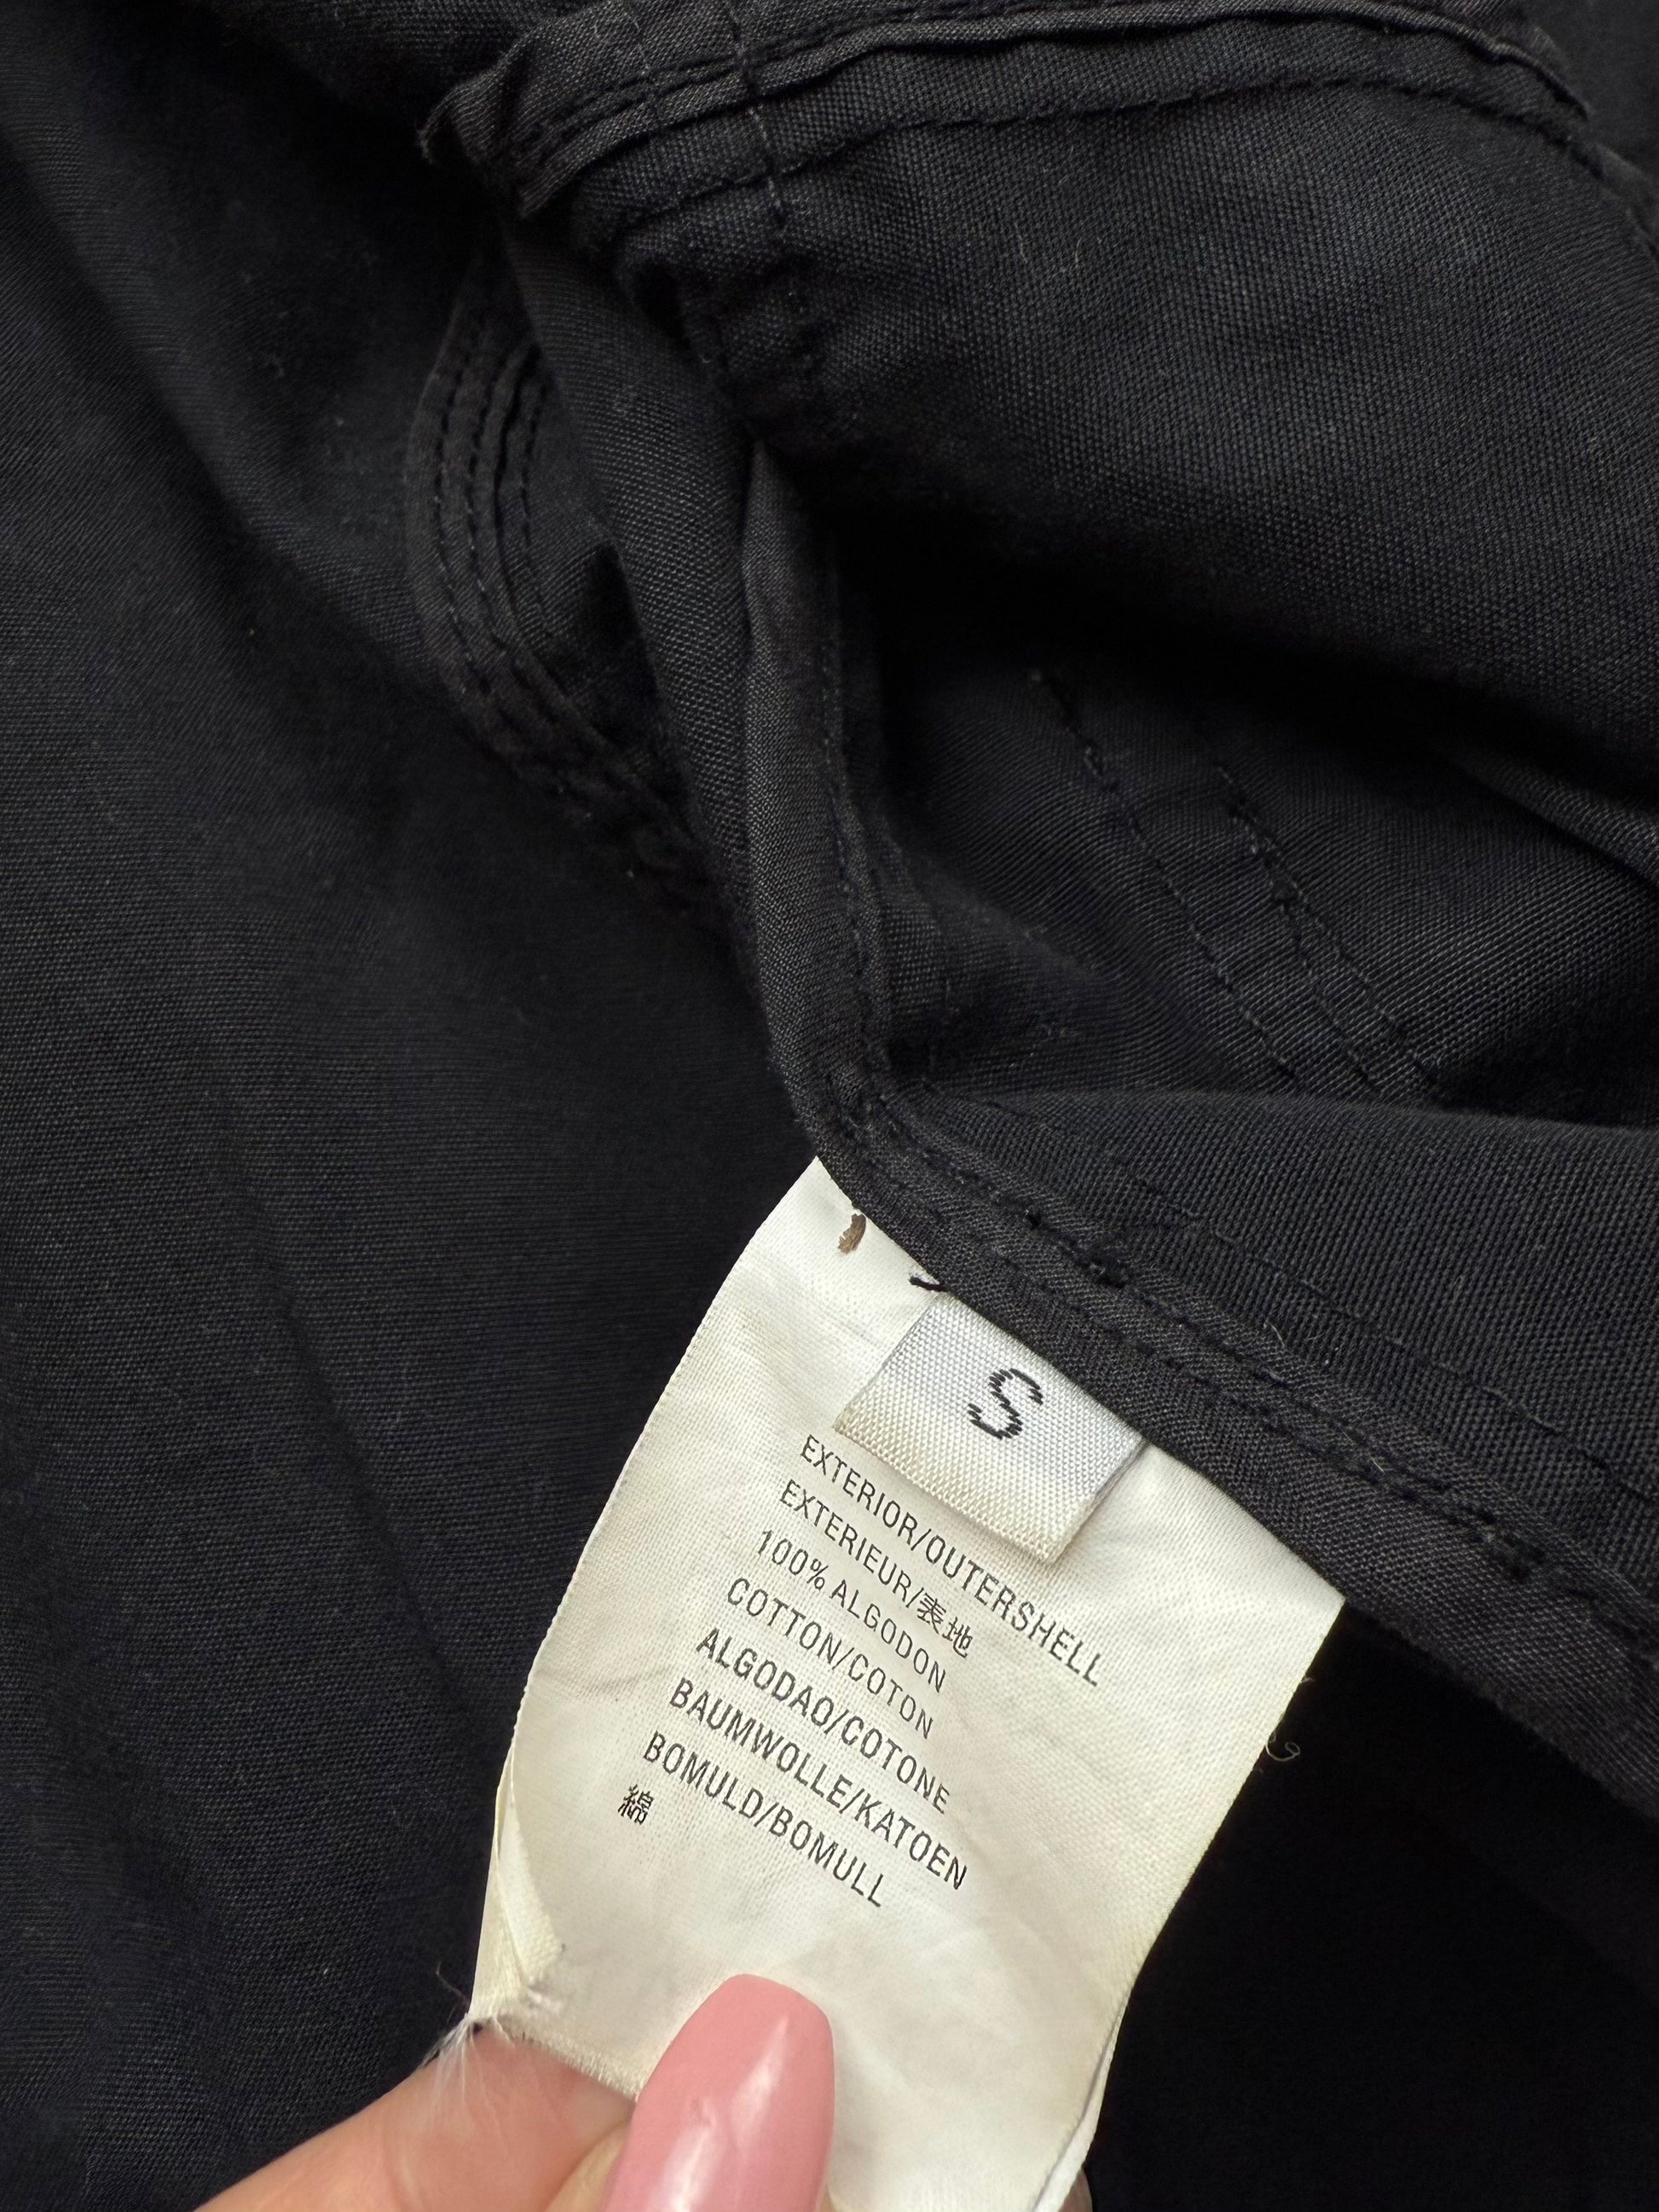 S
EXTERIOR/OUTERSHELL
EXTERIEUR/表地
100% ALGODON
COTTON/COTON
ALGODAO/COTONE
BAUMWOLLE/KATOEN
BOMULD/BOMULL
綿